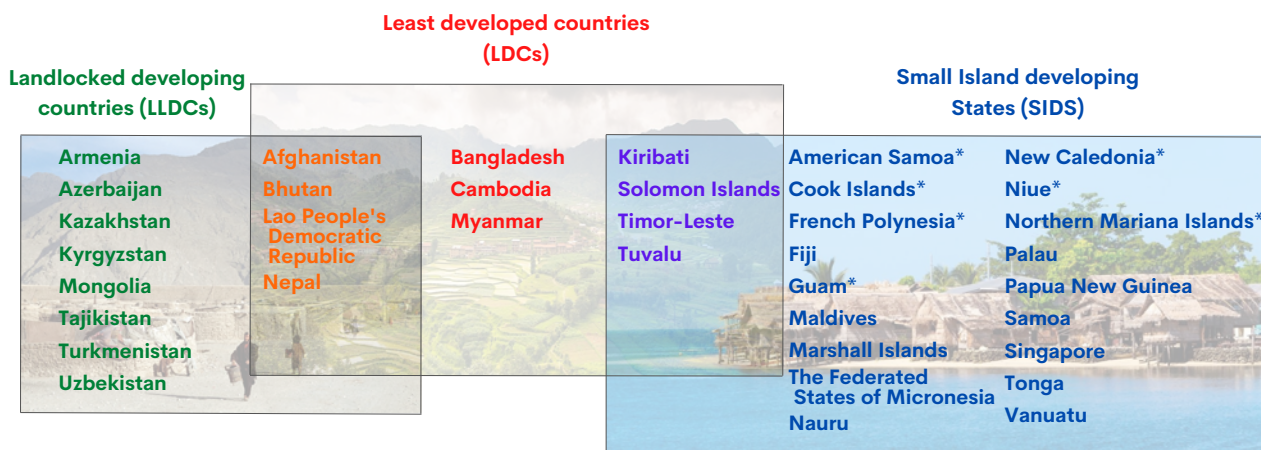 Least developed countries
(LDCs)
Landlocked developing
countries (LLDCs)
Small Island developing
States (SIDS)
Armenia
Azerbaijan
Kazakhstan
Kyrgyzstan
Mongolia
Tajikistan
Turkmenistan
Uzbekistan
Afghanistan
Bhutan
Lao People's
Democratic
Republic
Nepal
Bangladesh
Cambodia
Myanmar
Kiribati
Solomon Islands
Timor-Leste
Tuvalu
American Samoa*
Cook Islands*
French Polynesia*
Fiji
Guam*
Maldives
Marshall Islands
The Federated
States of Micronesia
Nauru
New Caledonia*
Niue*
Northern Mariana Islands*
Palau
Papua New Guinea
Samoa
Singapore
Tonga
Vanuatu